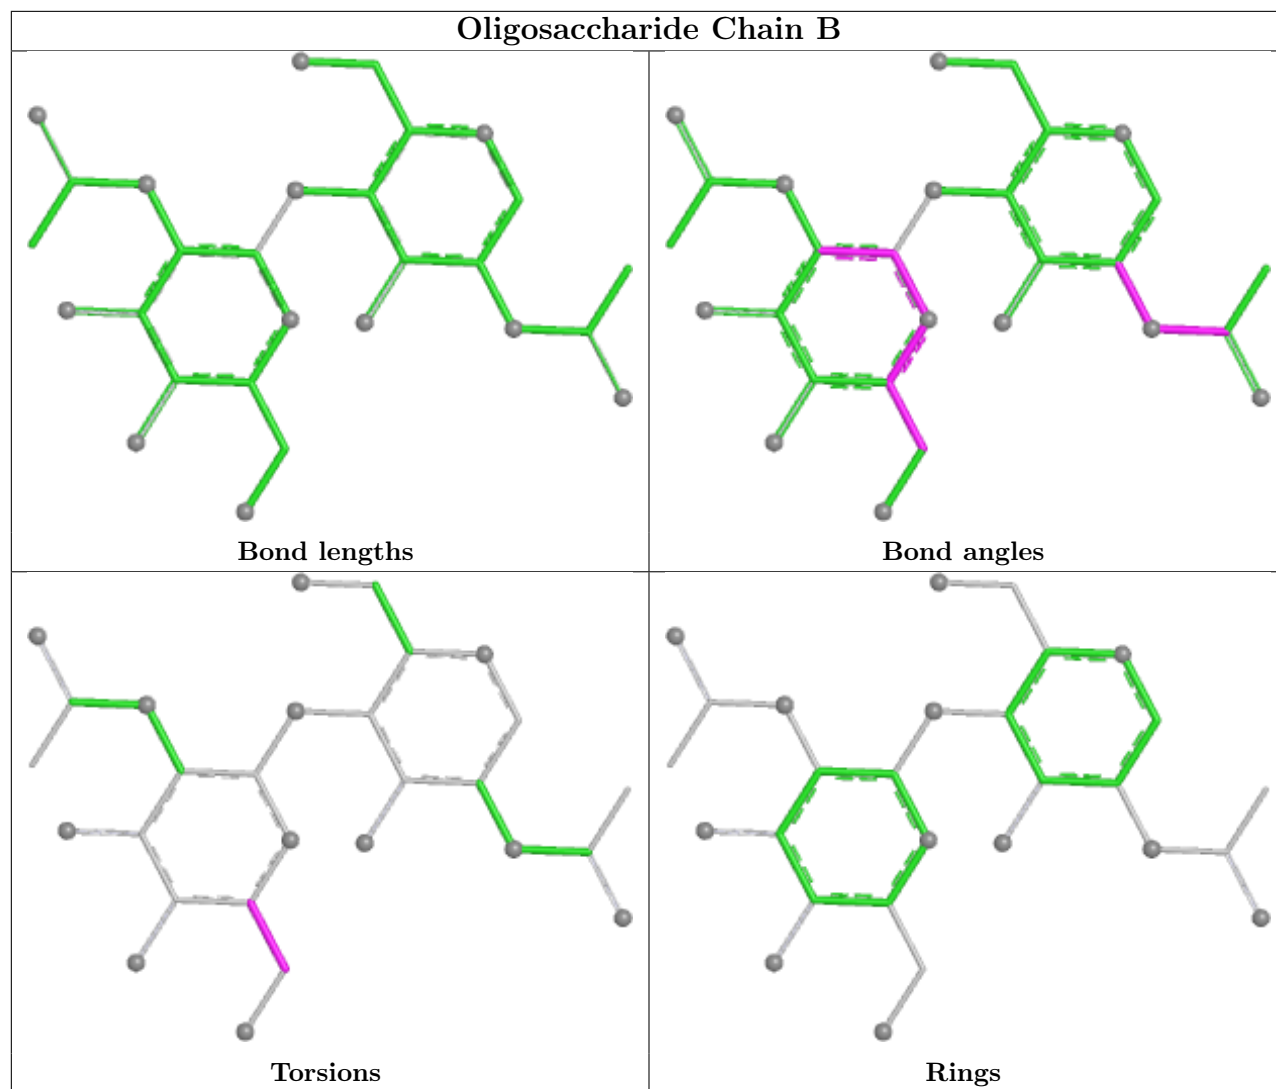 Oligosaccharide Chain B
Bond lengths
Bond angles
Torsions
Rings